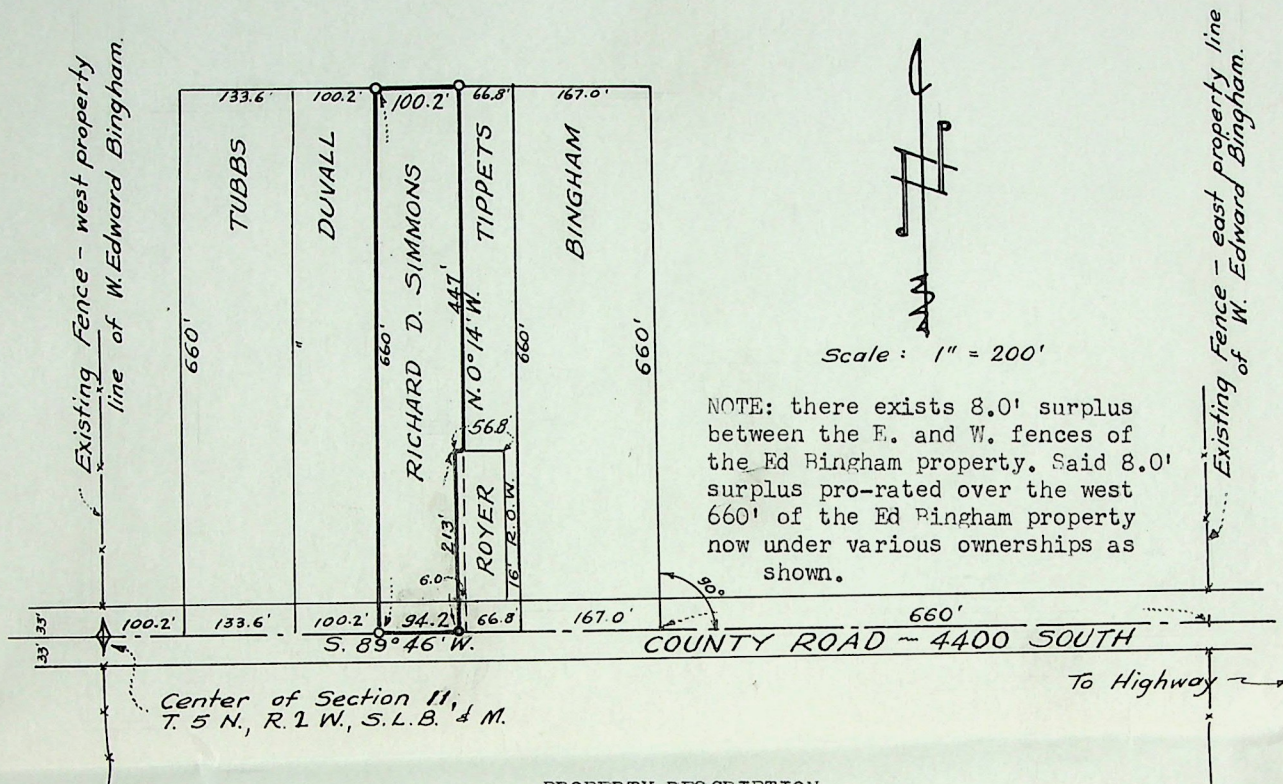 Existing Fence - west property
line of W. Edward Bingham.
133.6'
100.2'
100.2'
66.8'
167.0'
TUBBS
DUVALL
RICHARD D. SIMMONS
TIPPETS
BINGHAM
660'
"
660'
447'
N. 0° 14' W.
660'
660'
568
213'
ROYER
16' R.O.W.
6.0
Scale : 1" = 200'
NOTE: there exists 8.0' surplus
between the E. and W. fences of
the Ed Bingham property. Said 8.0'
surplus pro-rated over the west
660' of the Ed Bingham property
now under various ownerships as
shown.
Existing Fence - east property line
of W. Edward Bingham.
90°
33'
33'
100.2'
133.6'
100.2'
94.2'
66.8'
167.0'
660'
S. 89° 46' W.
COUNTY ROAD ~ 4400 SOUTH
To Highway
Center of Section 11,
T. 5 N., R. 2 W., S.L.B. & M.
PROPERTY DESCRIPTION